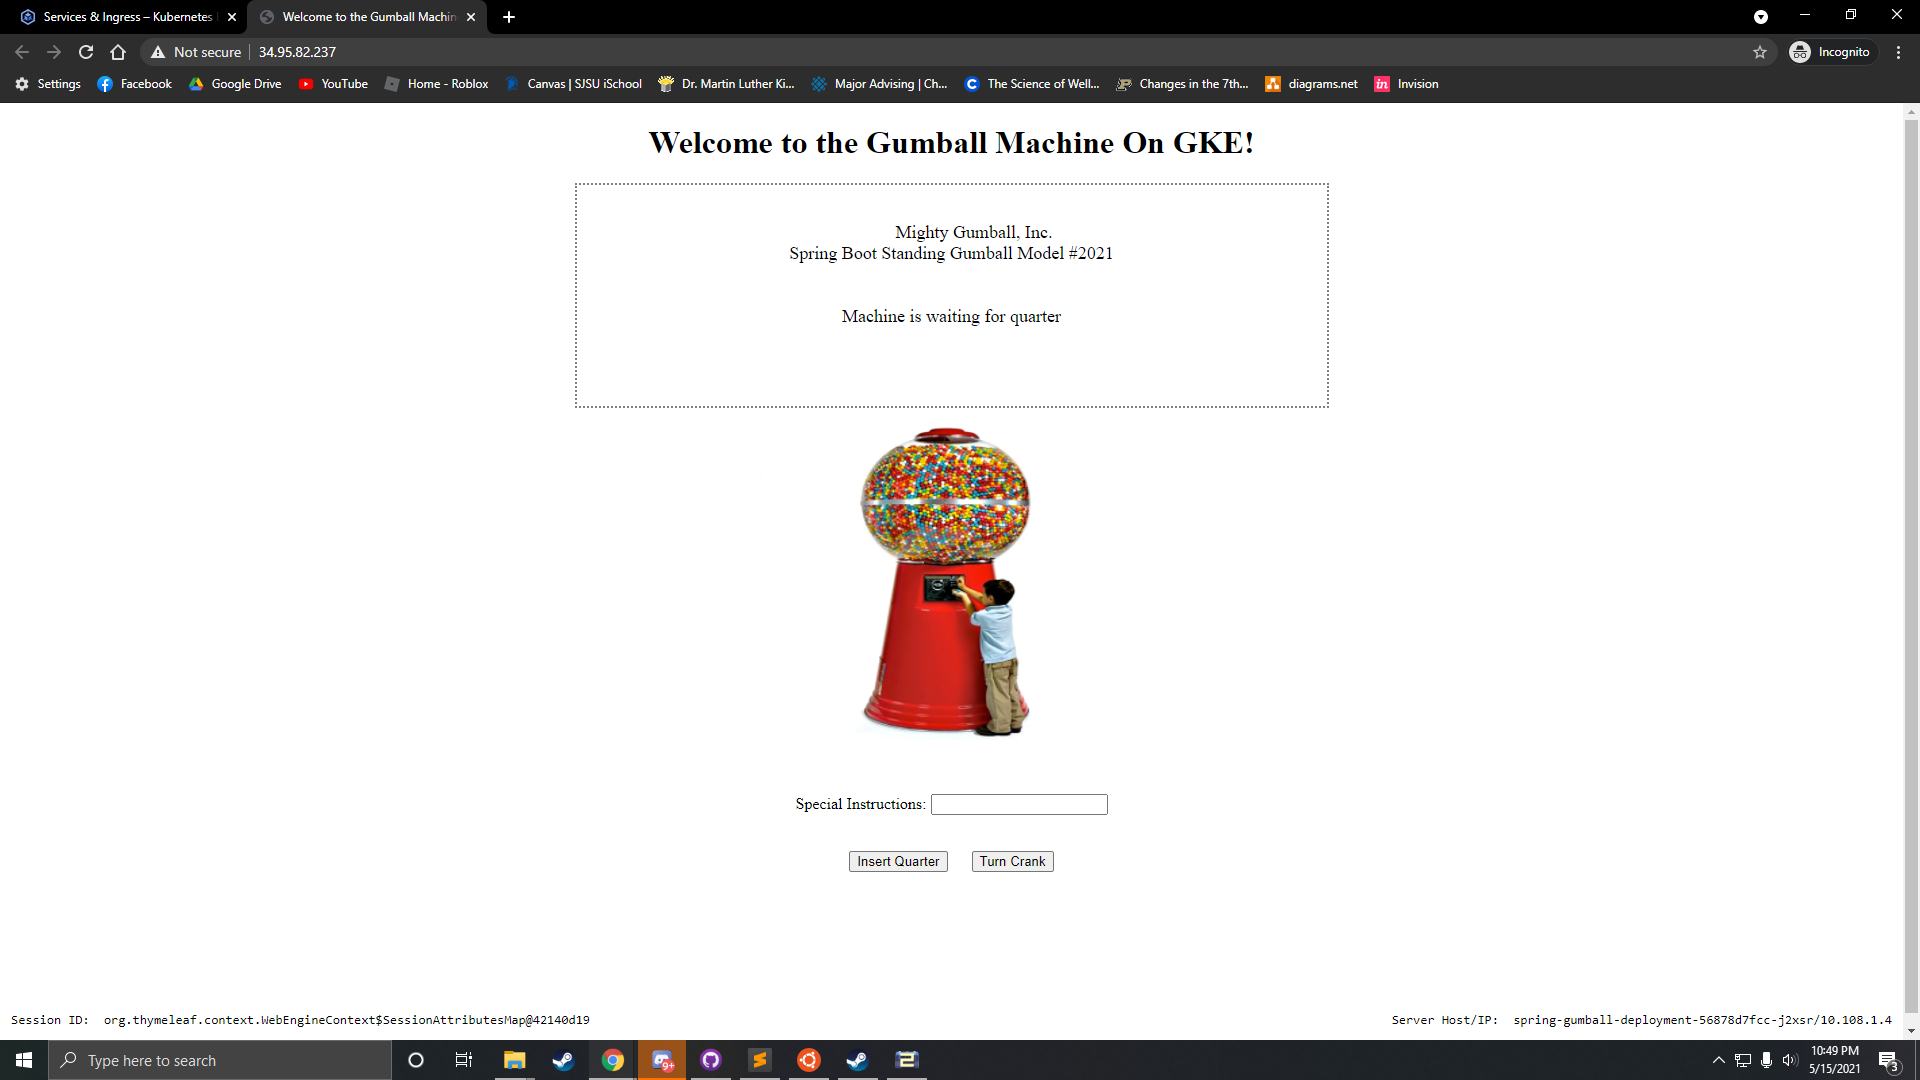 Services & Ingress – Kubernetes
Welcome to the Gumball Machin
Not secure
34.95.82.237
Incognito
Settings
Facebook
Google Drive
YouTube
Home - Roblox
Canvas | SJSU iSchool
Dr. Martin Luther Ki...
Major Advising | Ch...
The Science of Well...
Changes in the 7th...
diagrams.net
in
Invision
Welcome to the Gumball Machine On GKE!
Mighty Gumball, Inc.
Spring Boot Standing Gumball Model #2021
Machine is waiting for quarter
Special Instructions:
Insert Quarter
Turn Crank
Session ID: org.thymeleaf.context.WebEngineContext$SessionAttributesMap@42140d19
Server Host/IP: spring-gumball-deployment-56878d7fcc-j2xsr/10.108.1.4
Type here to search
9+
10:49 PM
5/15/2021
3